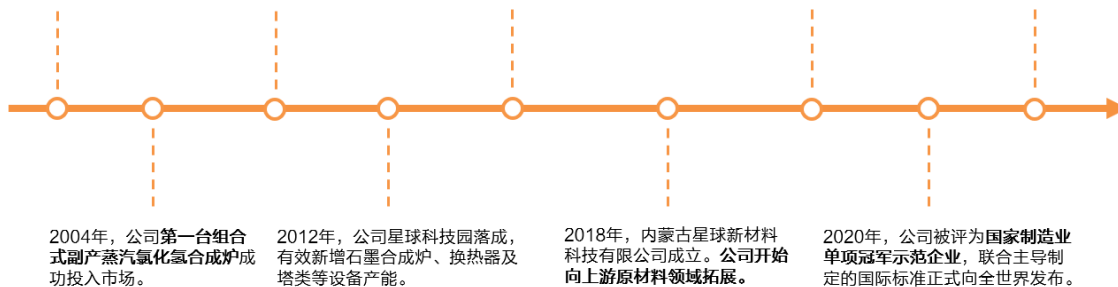 2004年，公司第一台组合
式副产蒸汽氯化氢合成炉成
功投入市场。
2012年，公司星球科技园落成，
有效新增石墨合成炉、换热器及
塔类等设备产能。
2018年，内蒙古星球新材料
科技有限公司成立。公司开始
向上游原材料领域拓展。
2020年，公司被评为国家制造业
单项冠军示范企业，联合主导制
定的国际标准正式向全世界发布。